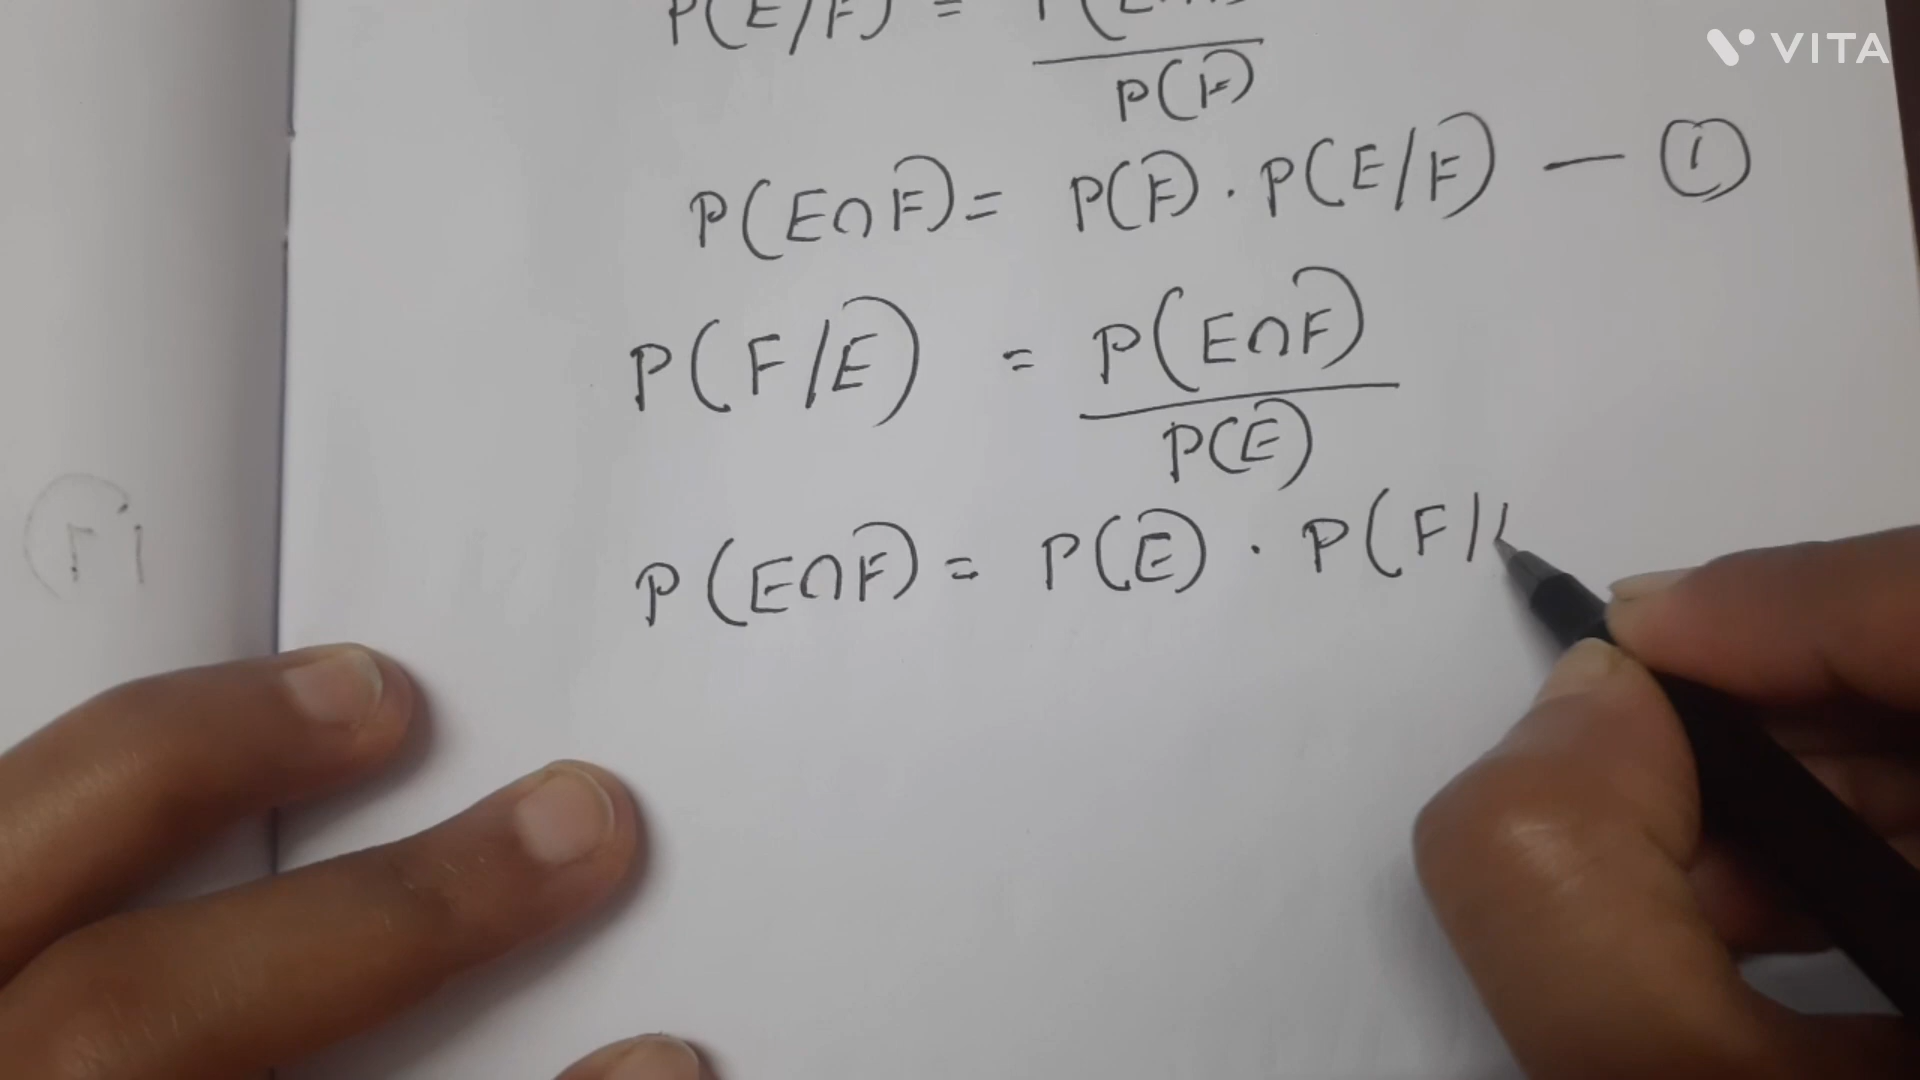 P(E/F) =
P(F)
VITA
P(E∩F) = P(F) · P(E/F) — ①
P(F/E) = P(E∩F)
P(E)
P(E∩F) = P(E) · P(F/